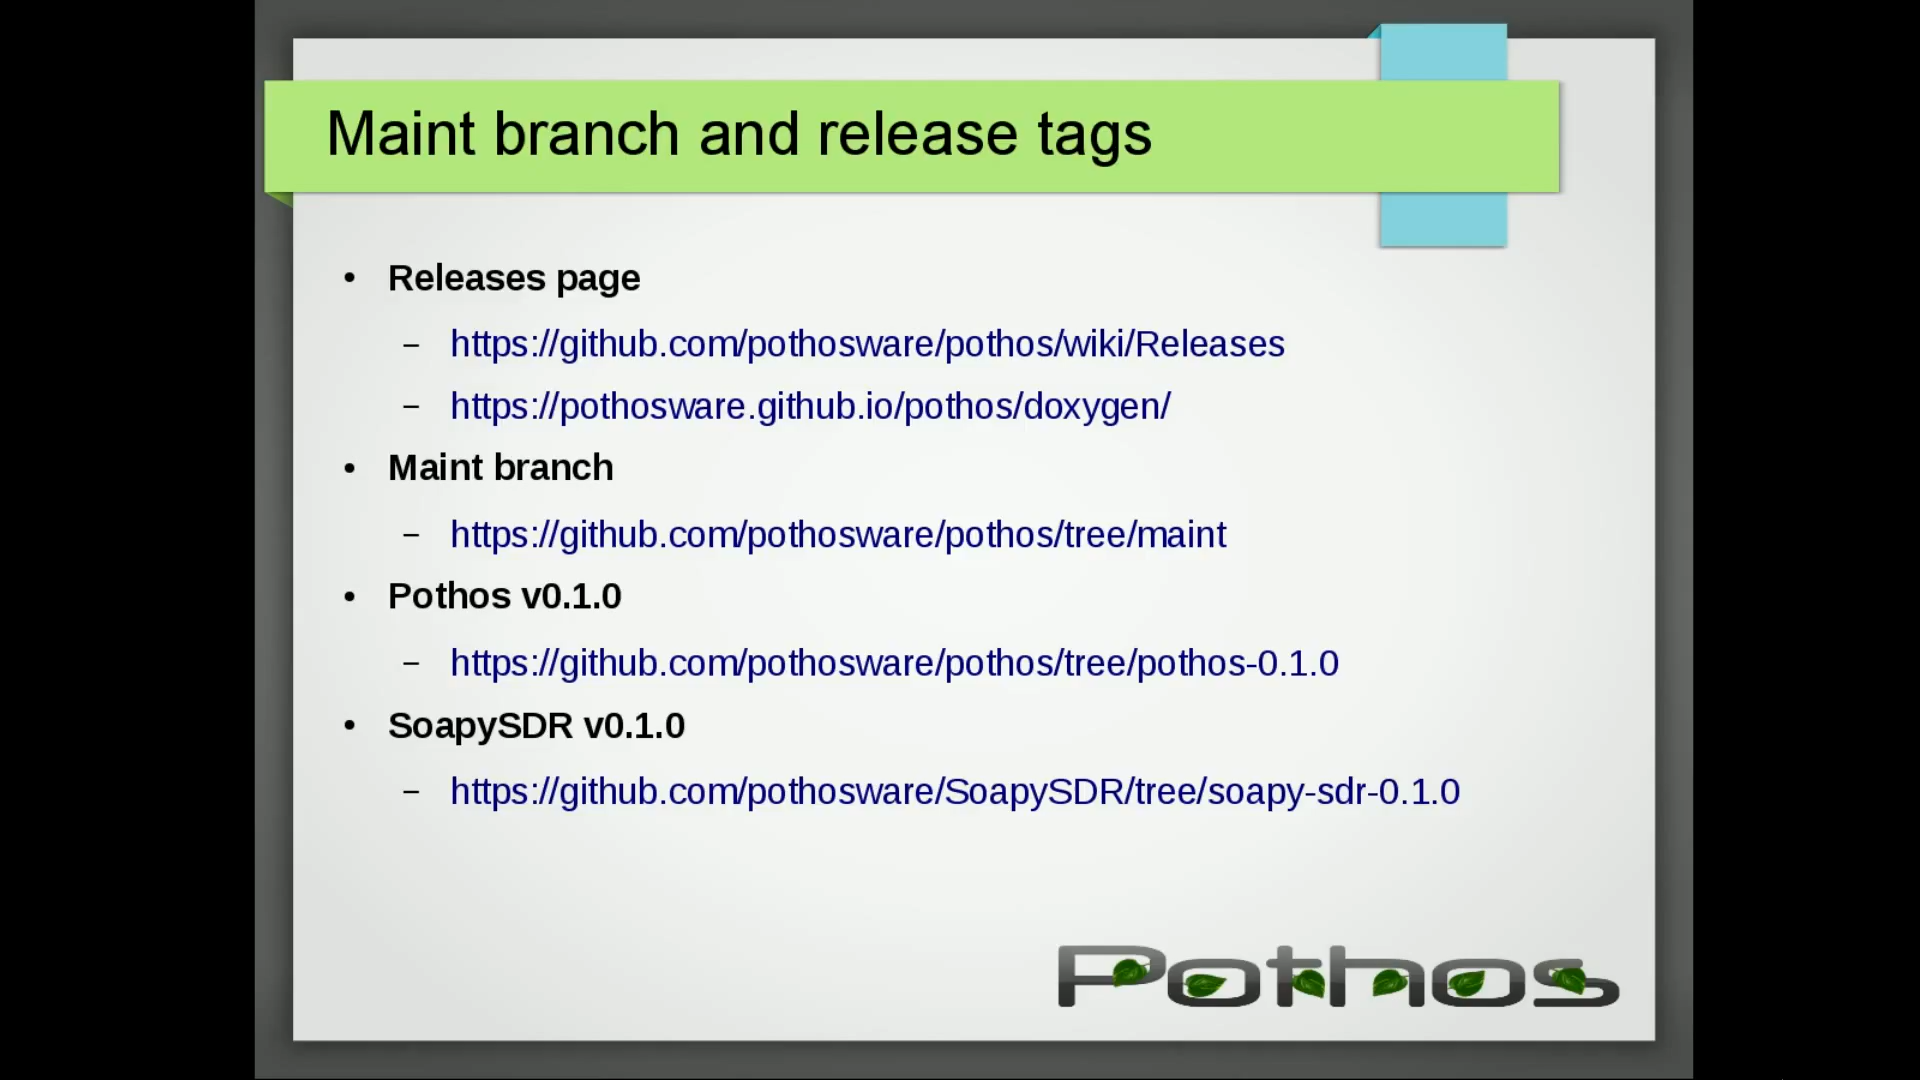 Maint branch and release tags
• Releases page
– https://github.com/pothosware/pothos/wiki/Releases
– https://pothosware.github.io/pothos/doxygen/
• Maint branch
– https://github.com/pothosware/pothos/tree/maint
• Pothos v0.1.0
– https://github.com/pothosware/pothos/tree/pothos-0.1.0
• SoapySDR v0.1.0
– https://github.com/pothosware/SoapySDR/tree/soapy-sdr-0.1.0
Pothos